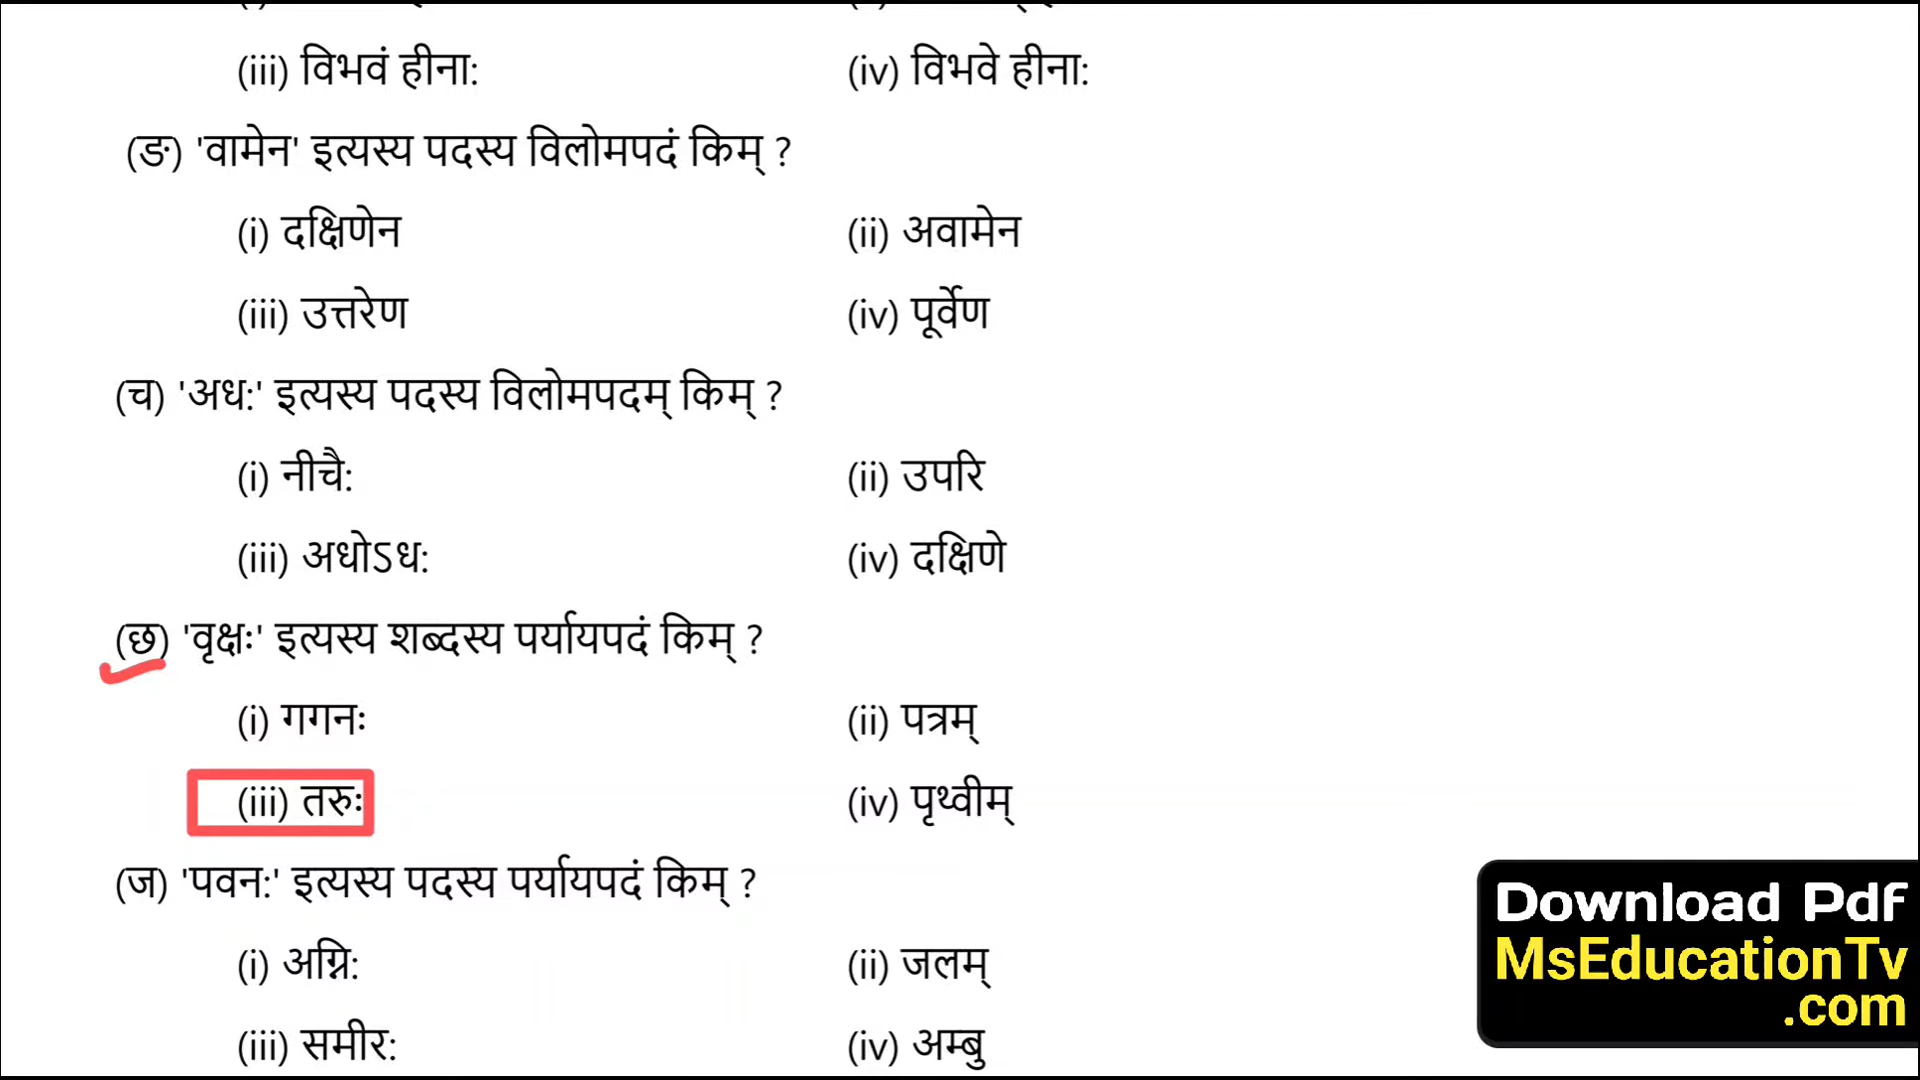 (iii) विभवं हीना: (iv) विभवे हीना:
(ङ) 'वामेन' इत्यस्य पदस्य विलोमपदं किम् ?
(i) दक्षिणेन (ii) अवामेन
(iii) उत्तरेण (iv) पूर्वेण
(च) 'अध:' इत्यस्य पदस्य विलोमपदम् किम् ?
(i) नीचै: (ii) उपरि
(iii) अधोऽध: (iv) दक्षिणे
(छ) 'वृक्षः' इत्यस्य शब्दस्य पर्यायपदं किम् ?
(i) गगनः (ii) पत्रम्
(iii) तरुः (iv) पृथ्वीम्
(ज) 'पवन:' इत्यस्य पदस्य पर्यायपदं किम् ?
(i) अग्नि: (ii) जलम्
(iii) समीर: (iv) अम्बु
Download Pdf
MsEducationTv
.com